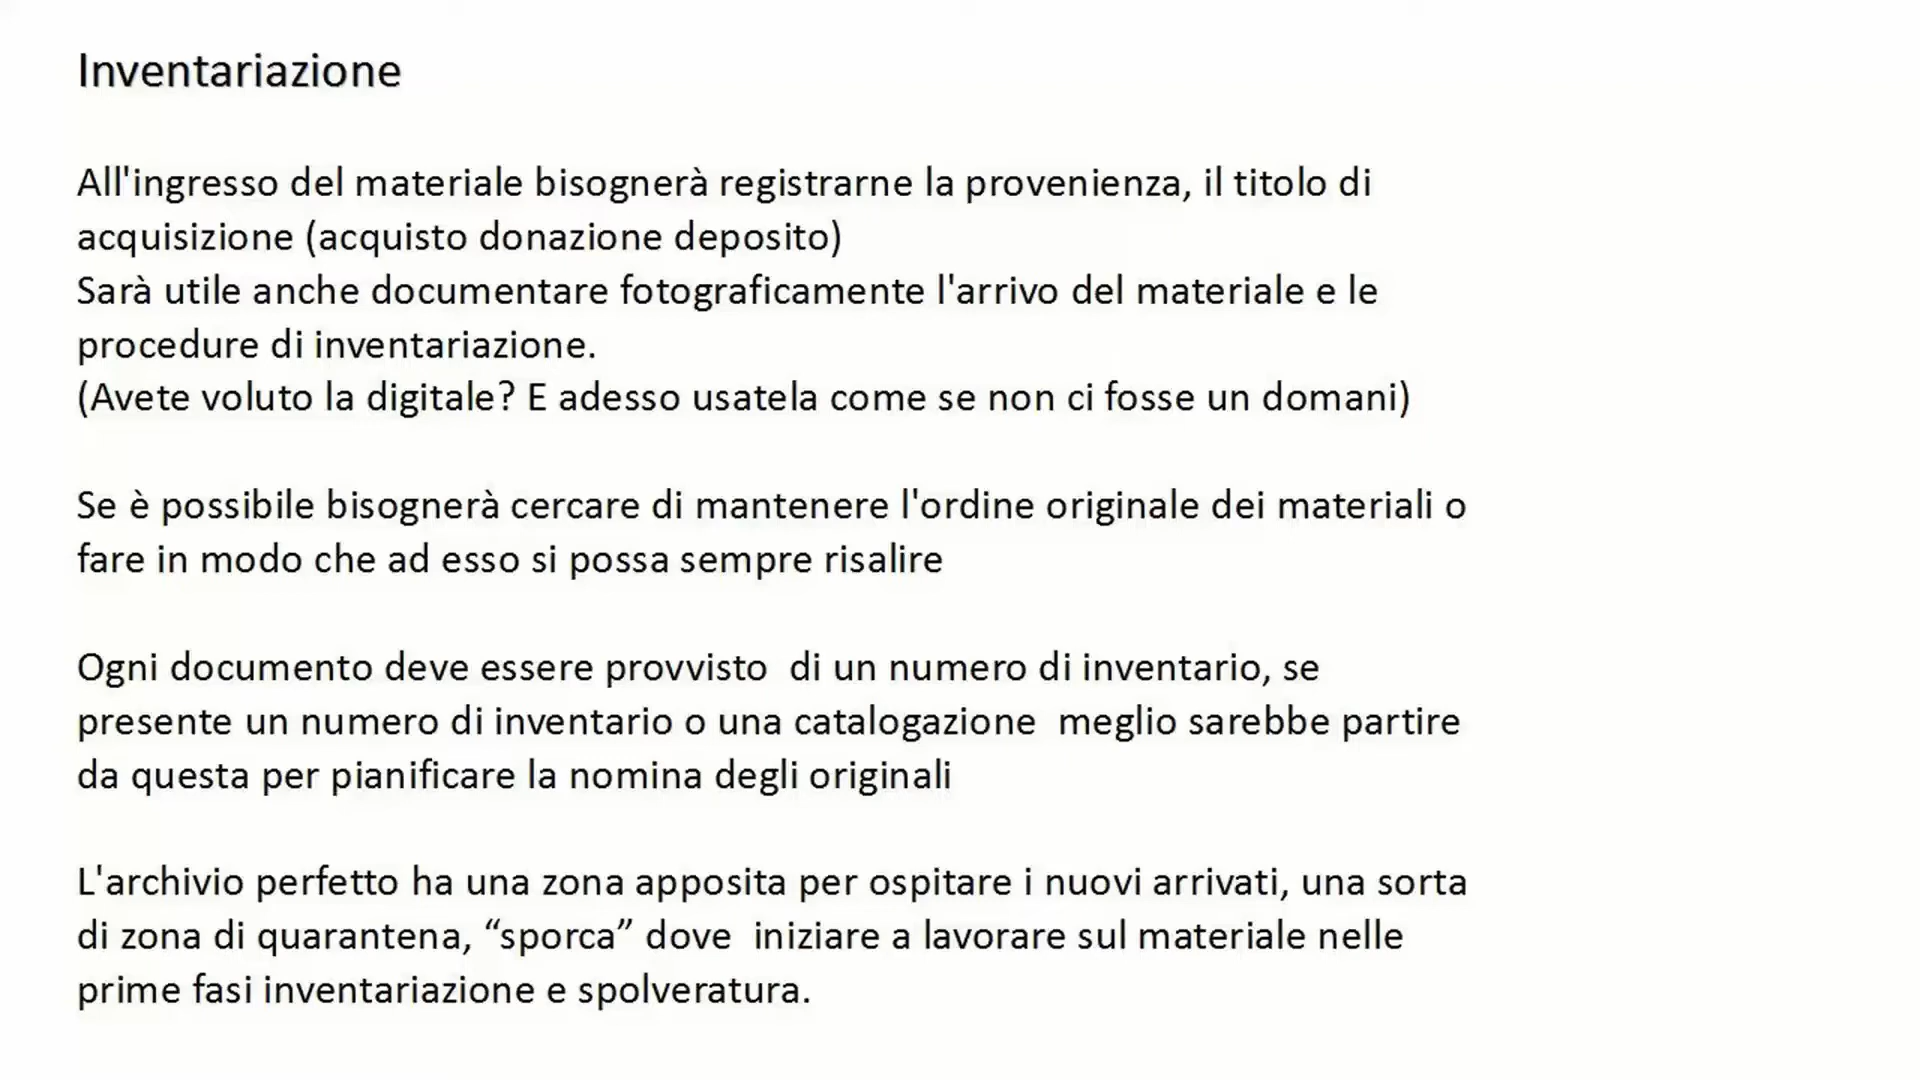 Inventariazione
All'ingresso del materiale bisognerà registrarne la provenienza, il titolo di
acquisizione (acquisto donazione deposito)
Sarà utile anche documentare fotograficamente l'arrivo del materiale e le
procedure di inventariazione.
(Avete voluto la digitale? E adesso usatela come se non ci fosse un domani)
Se è possibile bisognerà cercare di mantenere l'ordine originale dei materiali o
fare in modo che ad esso si possa sempre risalire
Ogni documento deve essere provvisto  di un numero di inventario, se
presente un numero di inventario o una catalogazione  meglio sarebbe partire
da questa per pianificare la nomina degli originali
L'archivio perfetto ha una zona apposita per ospitare i nuovi arrivati, una sorta
di zona di quarantena, “sporca” dove  iniziare a lavorare sul materiale nelle
prime fasi inventariazione e spolveratura.